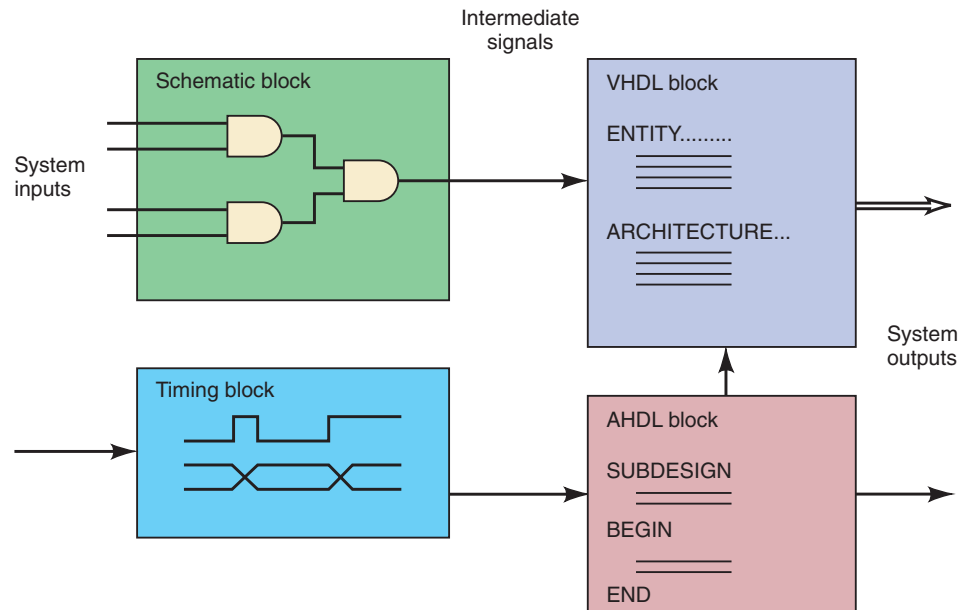 Intermediate
signals
Schematic block
System
inputs
VHDL block
ENTITY.........
ARCHITECTURE...
System
outputs
Timing block
AHDL block
SUBDESIGN
BEGIN
END